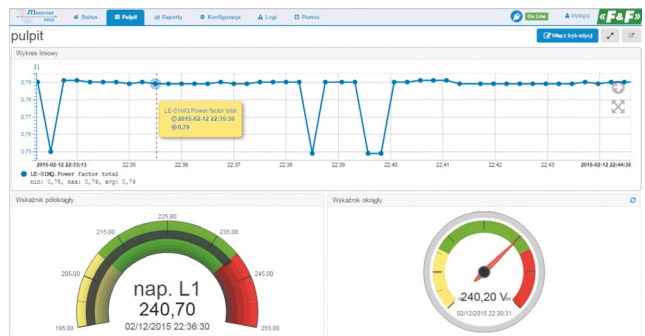 Muternet PRO
Status Pulpit Raporty Konfiguracja Logi Pomoc
On Line Wyloguj «F&F»
pulpit
Włącz tryb edycji
Wykres liniowy
[]
0,79
0,78
0,77
0,76
0,75
LE-01MQ.Power factor total
2015-02-12 22:35:30
0,79
2015-02-12 22:33:13 22:35 22:36 22:37 22:38 22:39 22:40 22:41 22:42 22:43 2015-02-12 22:44:35
LE-01MQ.Power factor total
min: 0,75, max: 0,79, avg: 0,79
Wskaźnik półokrągły
Wskaźnik okrągły
225,00
215,00
235,00
205,00
245,00
195,00
255,00
nap. L1
240,70
02/12/2015 22:36:30
240,20 V
02/12/2015 22:30:31